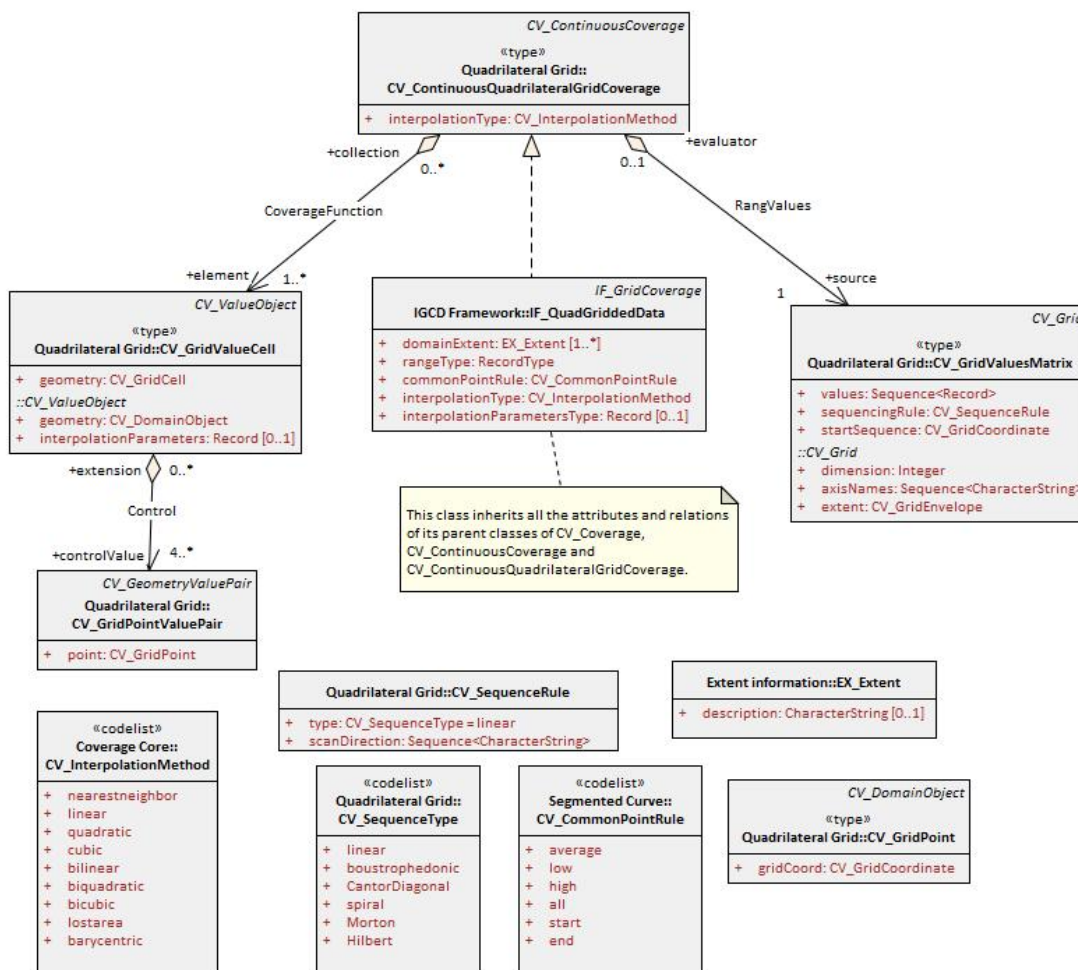 CV_ContinuousCoverage
«type»
Quadrilateral Grid::
CV_ContinuousQuadrilateralGridCoverage
+ interpolationType: CV_InterpolationMethod
+collection
0..*
+evaluator
0..1
CoverageFunction
RangValues
+element
1..*
+source
1
CV_ValueObject
«type»
Quadrilateral Grid::CV_GridValueCell
+ geometry: CV_GridCell
::CV_ValueObject
+ geometry: CV_DomainObject
+ interpolationParameters: Record [0..1]
IF_GridCoverage
IGCD Framework::IF_QuadGriddedData
+ domainExtent: EX_Extent [1..*]
+ rangeType: RecordType
+ commonPointRule: CV_CommonPointRule
+ interpolationType: CV_InterpolationMethod
+ interpolationParametersType: Record [0..1]
CV_Grid
«type»
Quadrilateral Grid::CV_GridValuesMatrix
+ values: Sequence<Record>
+ sequencingRule: CV_SequenceRule
+ startSequence: CV_GridCoordinate
::CV_Grid
+ dimension: Integer
+ axisNames: Sequence<CharacterString>
+ extent: CV_GridEnvelope
+extension
0..*
Control
+controlValue
4..*
This class inherits all the attributes and relations
of its parent classes of CV_Coverage,
CV_ContinuousCoverage and
CV_ContinuousQuadrilateralGridCoverage.
CV_GeometryValuePair
Quadrilateral Grid::
CV_GridPointValuePair
+ point: CV_GridPoint
Quadrilateral Grid::CV_SequenceRule
+ type: CV_SequenceType = linear
+ scanDirection: Sequence<CharacterString>
Extent information::EX_Extent
+ description: CharacterString [0..1]
«codelist»
Coverage Core::
CV_InterpolationMethod
+ nearestneighbor
+ linear
+ quadratic
+ cubic
+ bilinear
+ biquadratic
+ bicubic
+ lostarea
+ barycentric
«codelist»
Quadrilateral Grid::
CV_SequenceType
+ linear
+ boustrophedonic
+ CantorDiagonal
+ spiral
+ Morton
+ Hilbert
«codelist»
Segmented Curve::
CV_CommonPointRule
+ average
+ low
+ high
+ all
+ start
+ end
CV_DomainObject
«type»
Quadrilateral Grid::CV_GridPoint
+ gridCoord: CV_GridCoordinate